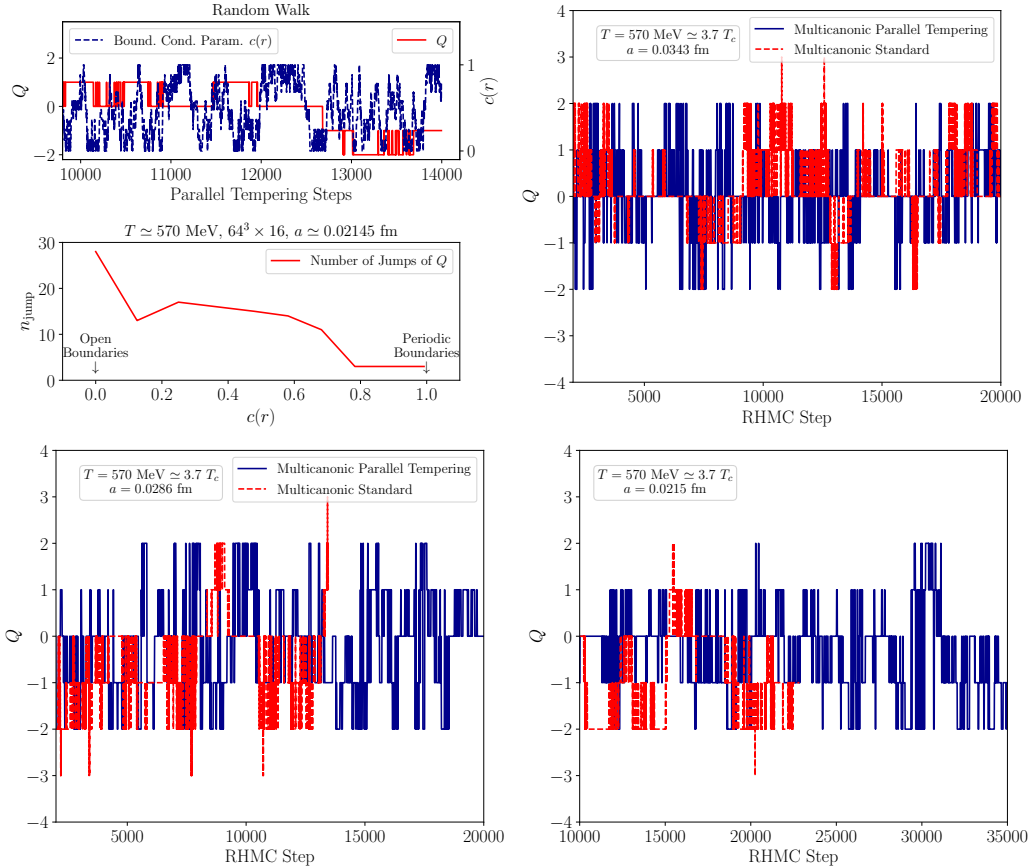 Random Walk
Bound. Cond. Param. c(r)
Q
2
0
−2
Q
1
0
c(r)
10000 11000 12000 13000 14000
Parallel Tempering Steps
T ≃ 570 MeV, 64³ × 16, a ≃ 0.02145 fm
Number of Jumps of Q
30
20
10
0
n_jump
Open
Boundaries
↓
Periodic
Boundaries
↓
0.0 0.2 0.4 0.6 0.8 1.0
c(r)
T = 570 MeV ≃ 3.7 T_c
a = 0.0343 fm
Multicanonic Parallel Tempering
Multicanonic Standard
4
3
2
1
0
−1
−2
−3
−4
Q
5000 10000 15000 20000
RHMC Step
T = 570 MeV ≃ 3.7 T_c
a = 0.0286 fm
Multicanonic Parallel Tempering
Multicanonic Standard
4
3
2
1
0
−1
−2
−3
−4
Q
5000 10000 15000 20000
RHMC Step
T = 570 MeV ≃ 3.7 T_c
a = 0.0215 fm
4
3
2
1
0
−1
−2
−3
−4
Q
10000 15000 20000 25000 30000 35000
RHMC Step